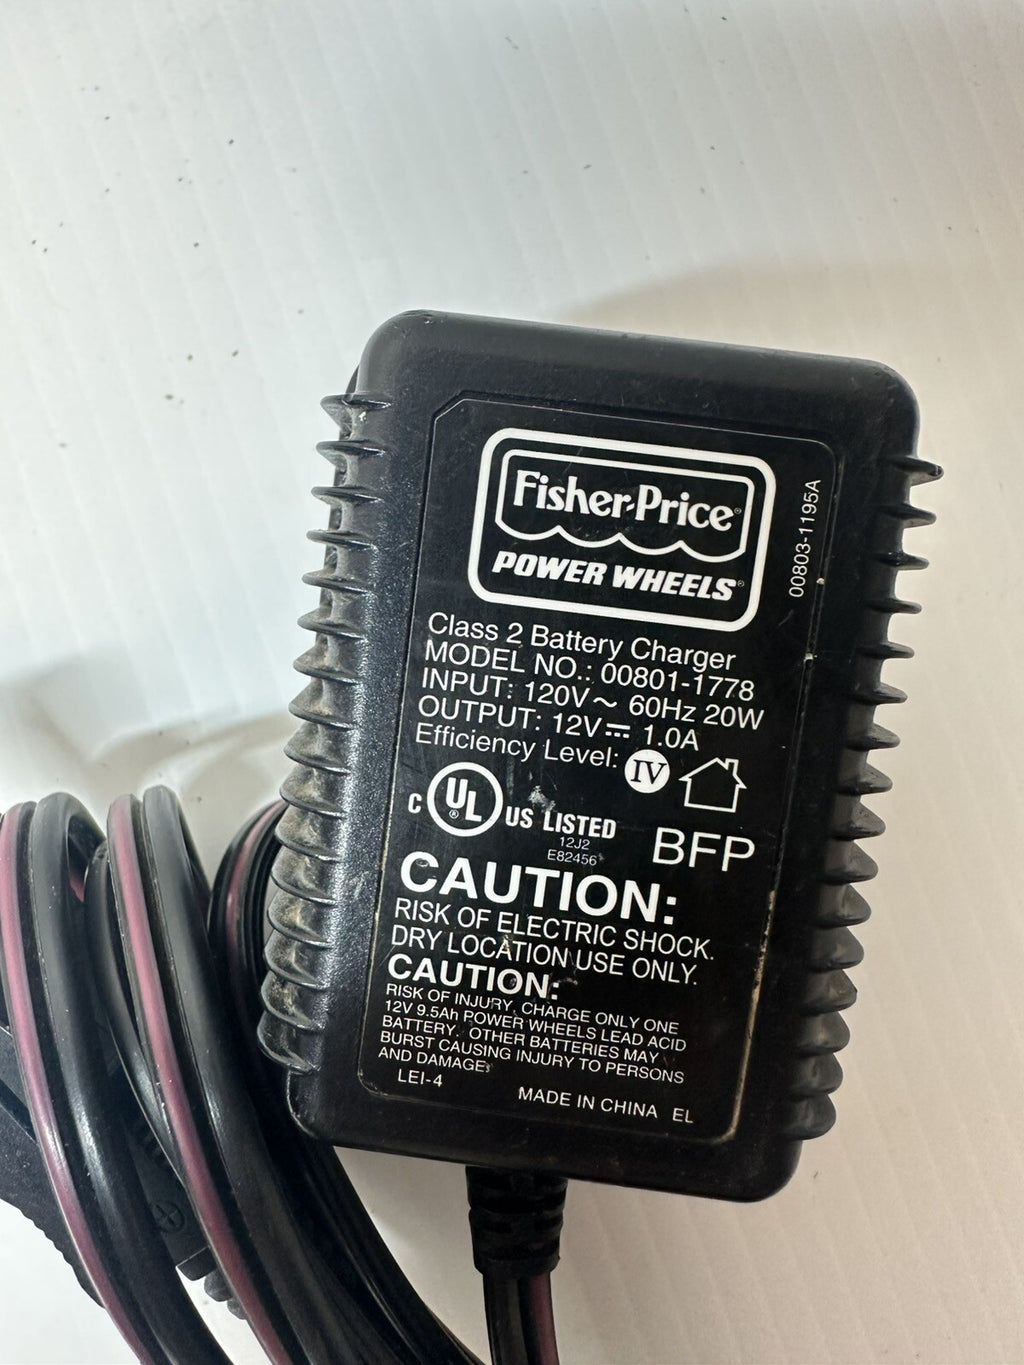 Fisher-Price®
POWER WHEELS®
00803-1195A
Class 2 Battery Charger
MODEL NO.: 00801-1778
INPUT: 120V~ 60Hz 20W
OUTPUT: 12V⎓ 1.0A
Efficiency Level: IV
C UL® US LISTED
12J2
E82456
BFP
CAUTION:
RISK OF ELECTRIC SHOCK.
DRY LOCATION USE ONLY.
CAUTION:
RISK OF INJURY. CHARGE ONLY ONE
12V 9.5Ah POWER WHEELS LEAD ACID
BATTERY. OTHER BATTERIES MAY
BURST CAUSING INJURY TO PERSONS
AND DAMAGE.
LEI-4
MADE IN CHINA EL